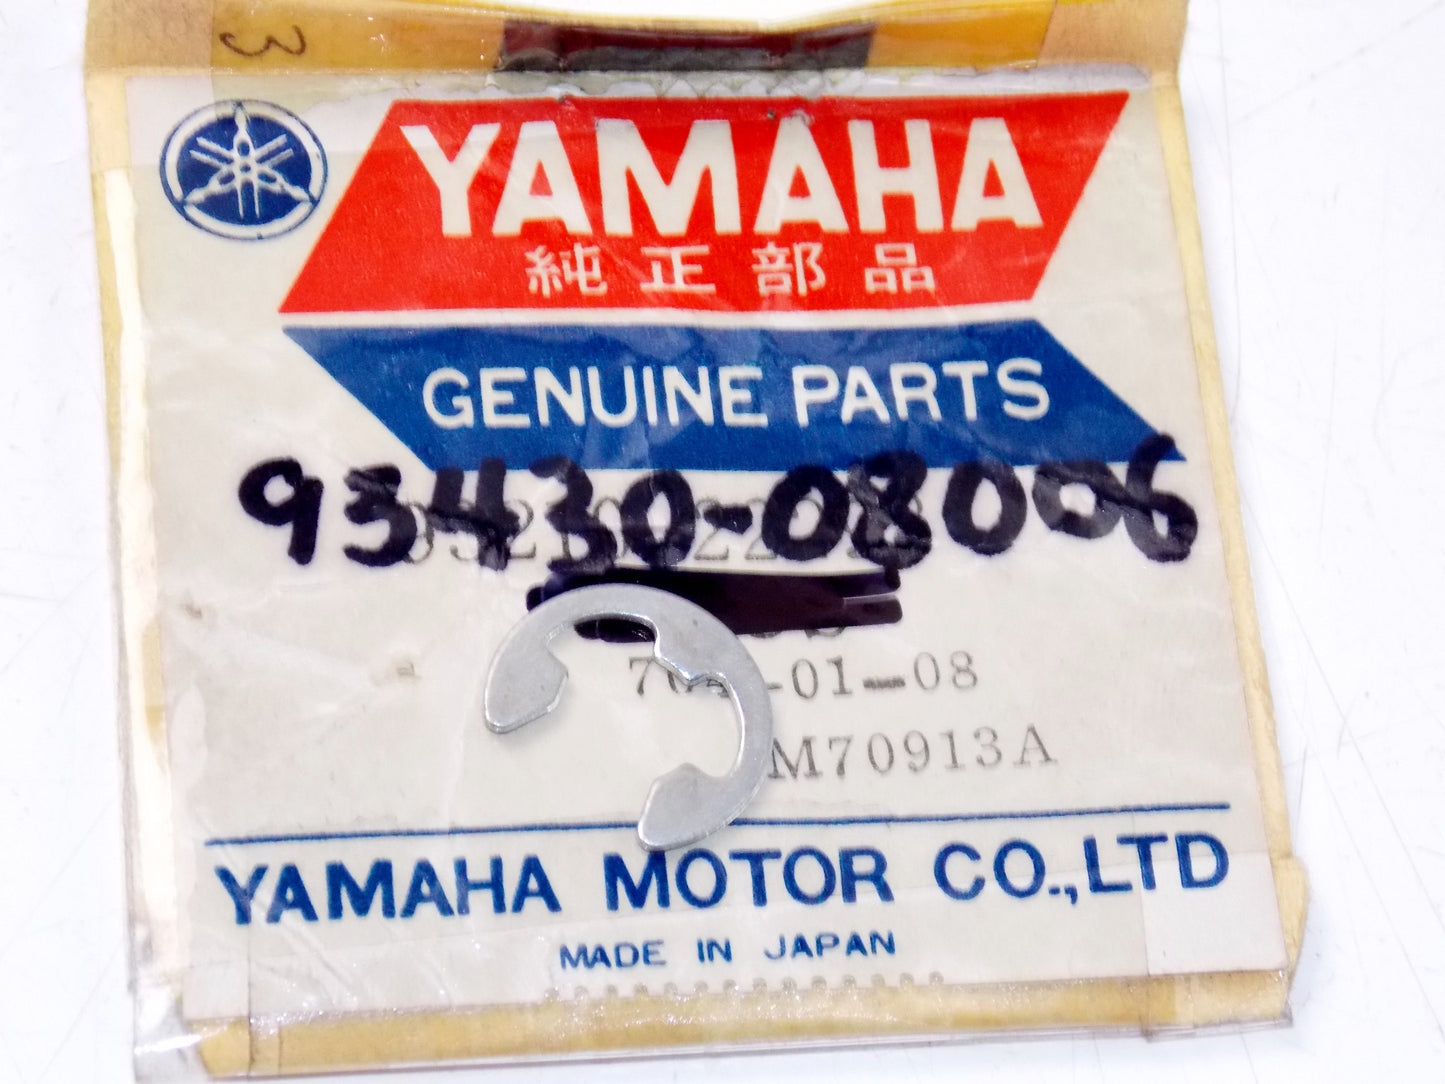 3
YAMAHA
純正部品
GENUINE PARTS
93430-08006
-01-08
M70913A
YAMAHA MOTOR CO.,LTD
MADE IN JAPAN